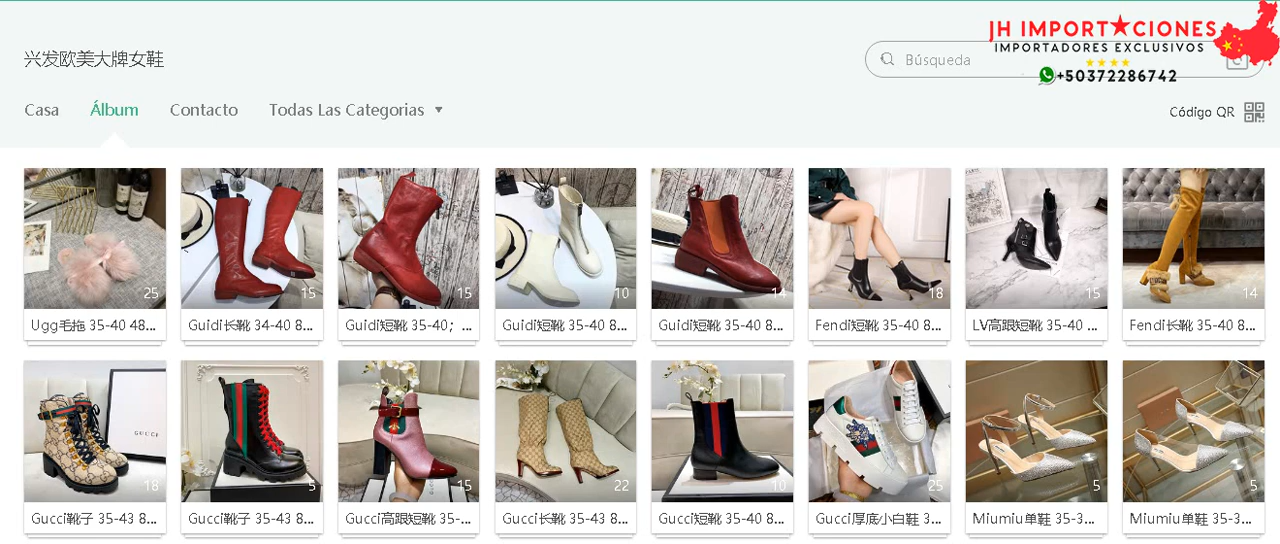 JH IMPORT★CIONES
IMPORTADORES EXCLUSIVOS
兴发欧美大牌女鞋
Búsqueda
+50372286742
Casa
Álbum
Contacto
Todas Las Categorias
Código QR
25
15
15
10
14
18
15
14
Ugg毛拖 35-40 48...
Guidi长靴 34-40 8...
Guidi短靴 35-40；...
Guidi短靴 35-40 8...
Guidi短靴 35-40 8...
Fendi短靴 35-40 8...
LV高跟短靴 35-40 ...
Fendi长靴 35-40 8...
GUCCI
18
5
15
22
10
25
5
5
Gucci靴子 35-43 8...
Gucci靴子 35-43 8...
Gucci高跟短靴 35-...
Gucci长靴 35-43 8...
Gucci短靴 35-40 8...
Gucci厚底小白鞋 3...
Miumiu单鞋 35-3...
Miumiu单鞋 35-3...